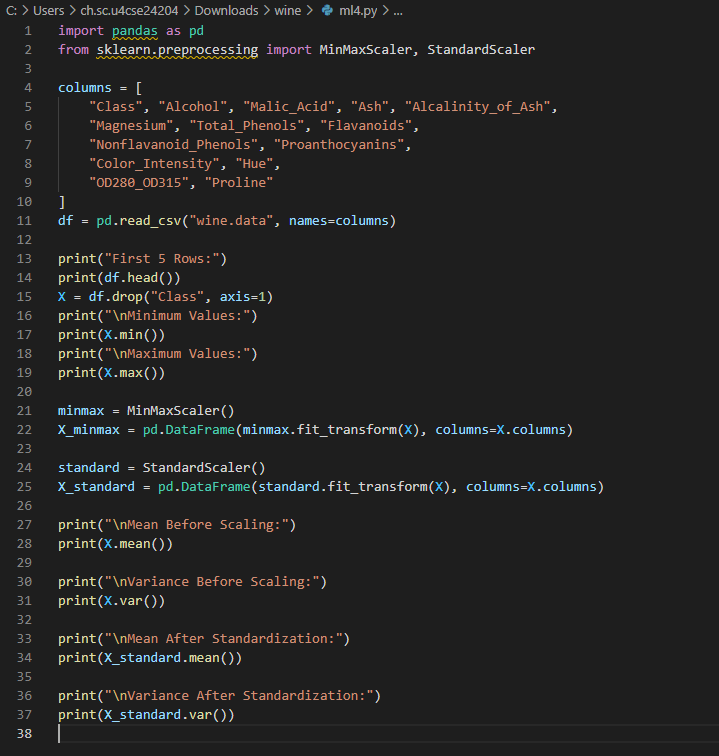 C: > Users > ch.sc.u4cse24204 > Downloads > wine > ml4.py > ...
1 import pandas as pd
2 from sklearn.preprocessing import MinMaxScaler, StandardScaler
3
4 columns = [
5     "Class", "Alcohol", "Malic_Acid", "Ash", "Alcalinity_of_Ash",
6     "Magnesium", "Total_Phenols", "Flavanoids",
7     "Nonflavanoid_Phenols", "Proanthocyanins",
8     "Color_Intensity", "Hue",
9     "OD280_OD315", "Proline"
10 ]
11 df = pd.read_csv("wine.data", names=columns)
12
13 print("First 5 Rows:")
14 print(df.head())
15 X = df.drop("Class", axis=1)
16 print("\nMinimum Values:")
17 print(X.min())
18 print("\nMaximum Values:")
19 print(X.max())
20
21 minmax = MinMaxScaler()
22 X_minmax = pd.DataFrame(minmax.fit_transform(X), columns=X.columns)
23
24 standard = StandardScaler()
25 X_standard = pd.DataFrame(standard.fit_transform(X), columns=X.columns)
26
27 print("\nMean Before Scaling:")
28 print(X.mean())
29
30 print("\nVariance Before Scaling:")
31 print(X.var())
32
33 print("\nMean After Standardization:")
34 print(X_standard.mean())
35
36 print("\nVariance After Standardization:")
37 print(X_standard.var())
38